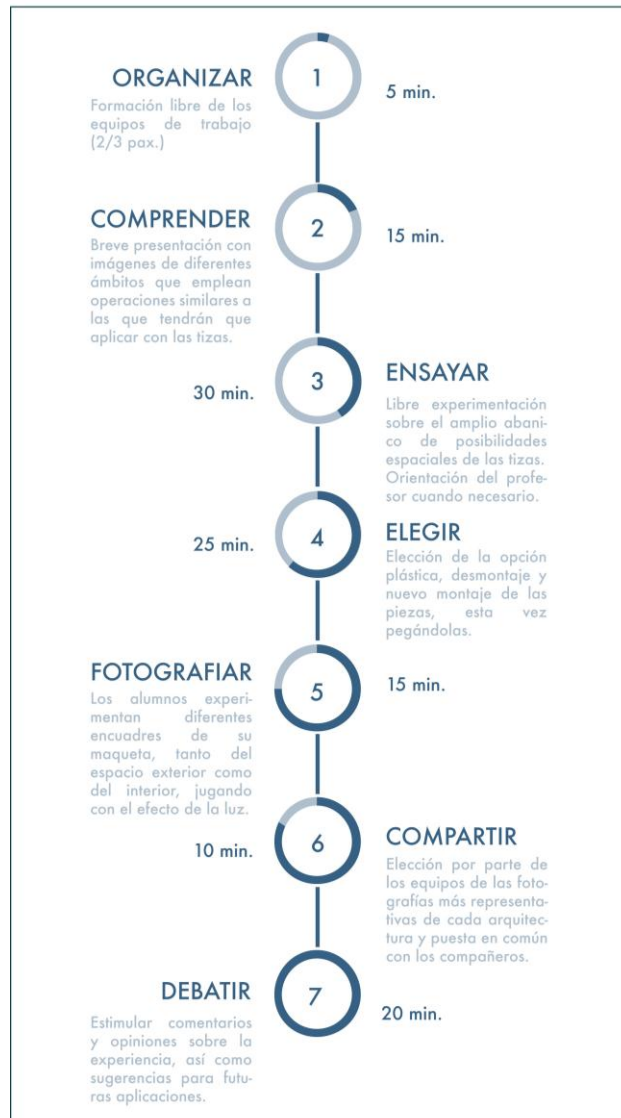 1
ORGANIZAR
5 min.
Formación libre de los
equipos de trabajo
(2/3 pax.)
2
COMPRENDER
15 min.
Breve presentación con
imágenes de diferentes
ámbitos que emplean
operaciones similares a
las que tendrán que
aplicar con las tizas.
3
ENSAYAR
30 min.
Libre experimentación
sobre el amplio abani-
co de posibilidades
espaciales de las tizas.
Orientación del profe-
sor cuando necesario.
4
ELEGIR
25 min.
Elección de la opción
plástica, desmontaje y
nuevo montaje de las
piezas, esta vez
pegándolas.
5
FOTOGRAFIAR
15 min.
Los alumnos experi-
mentan diferentes
encuadres de su
maqueta, tanto del
espacio exterior como
del interior, jugando
con el efecto de la luz.
6
COMPARTIR
10 min.
Elección por parte de
los equipos de las foto-
grafías más representa-
tivas de cada arquitec-
tura y puesta en común
con los compañeros.
7
DEBATIR
20 min.
Estimular comentarios
y opiniones sobre la
experiencia, así como
sugerencias para futu-
ras aplicaciones.